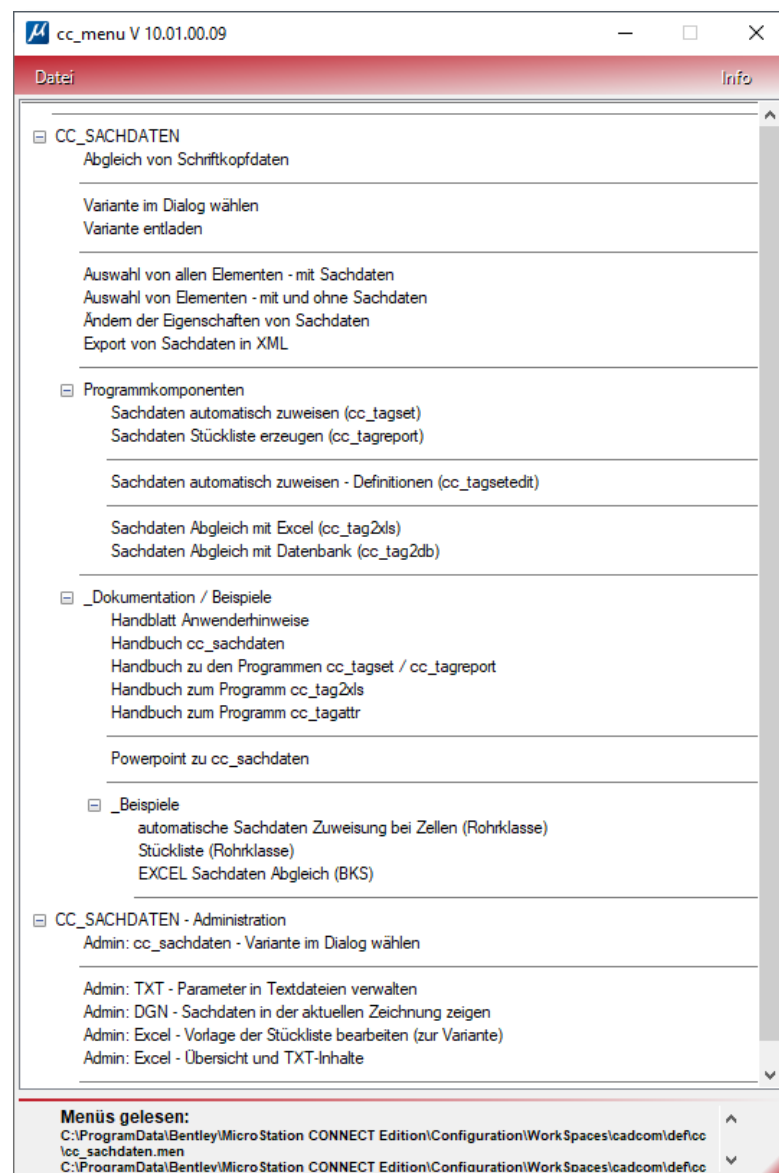 cc_menu V 10.01.00.09
Datei Info
CC_SACHDATEN
Abgleich von Schriftkopfdaten
Variante im Dialog wählen
Variante entladen
Auswahl von allen Elementen - mit Sachdaten
Auswahl von Elementen - mit und ohne Sachdaten
Ändern der Eigenschaften von Sachdaten
Export von Sachdaten in XML
Programmkomponenten
Sachdaten automatisch zuweisen (cc_tagset)
Sachdaten Stückliste erzeugen (cc_tagreport)
Sachdaten automatisch zuweisen - Definitionen (cc_tagsetedit)
Sachdaten Abgleich mit Excel (cc_tag2xls)
Sachdaten Abgleich mit Datenbank (cc_tag2db)
_Dokumentation / Beispiele
Handblatt Anwenderhinweise
Handbuch cc_sachdaten
Handbuch zu den Programmen cc_tagset / cc_tagreport
Handbuch zum Programm cc_tag2xls
Handbuch zum Programm cc_tagattr
Powerpoint zu cc_sachdaten
_Beispiele
automatische Sachdaten Zuweisung bei Zellen (Rohrklasse)
Stückliste (Rohrklasse)
EXCEL Sachdaten Abgleich (BKS)
CC_SACHDATEN - Administration
Admin: cc_sachdaten - Variante im Dialog wählen
Admin: TXT - Parameter in Textdateien verwalten
Admin: DGN - Sachdaten in der aktuellen Zeichnung zeigen
Admin: Excel - Vorlage der Stückliste bearbeiten (zur Variante)
Admin: Excel - Übersicht und TXT-Inhalte
Menüs gelesen:
C:\ProgramData\Bentley\MicroStation CONNECT Edition\Configuration\WorkSpaces\cadcom\def\cc
\cc_sachdaten.men
C:\ProgramData\Bentley\MicroStation CONNECT Edition\Configuration\WorkSpaces\cadcom\def\cc